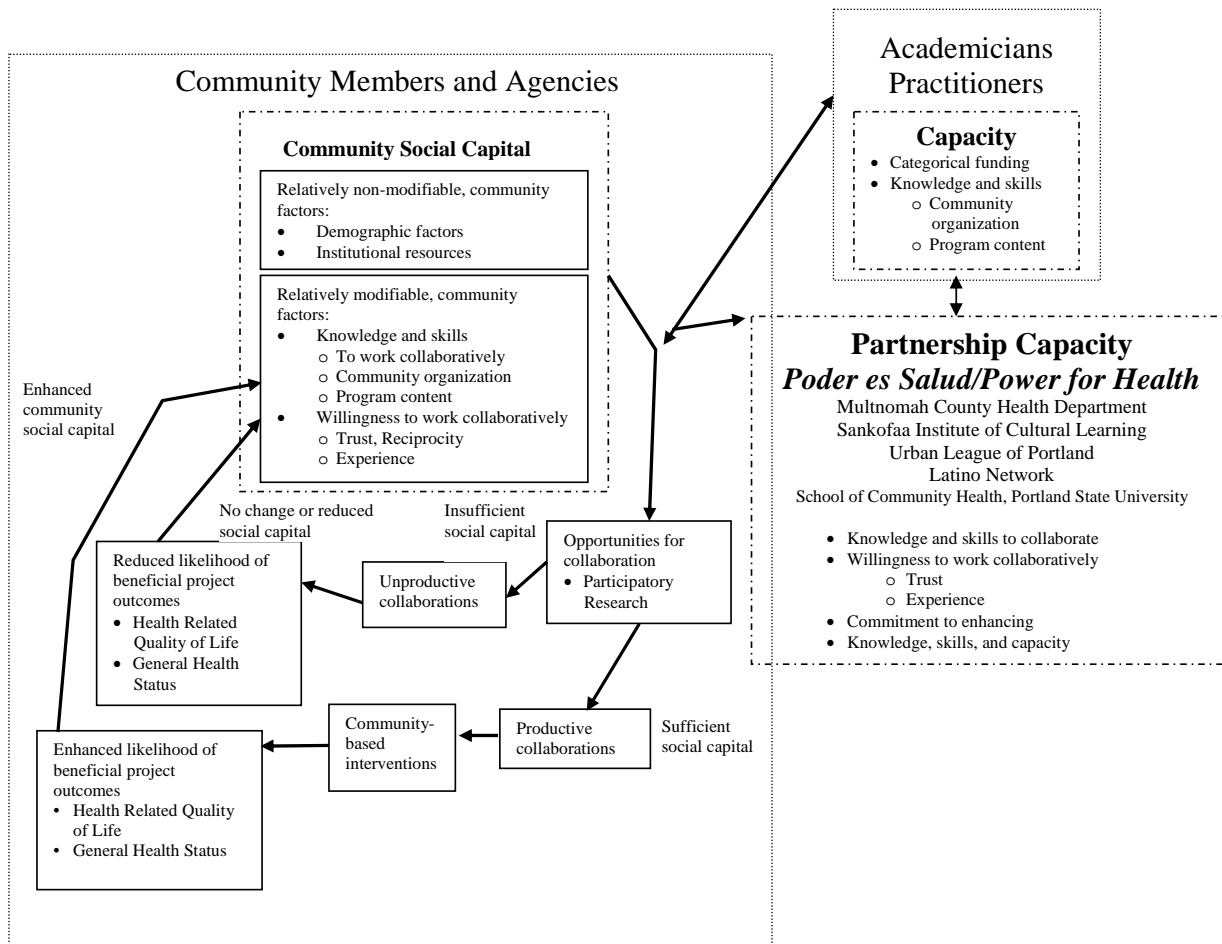 Community Members and Agencies
Community Social Capital
Relatively non-modifiable, community
factors:
• Demographic factors
• Institutional resources
Relatively modifiable, community
factors:
• Knowledge and skills
o To work collaboratively
o Community organization
o Program content
• Willingness to work collaboratively
o Trust, Reciprocity
o Experience
Enhanced
community
social capital
No change or reduced
social capital
Insufficient
social capital
Reduced likelihood of
beneficial project
outcomes
• Health Related
Quality of Life
• General Health
Status
Unproductive
collaborations
Opportunities for
collaboration
• Participatory
Research
Enhanced likelihood of
beneficial project
outcomes
• Health Related Quality
of Life
• General Health Status
Community-
based
interventions
Productive
collaborations
Sufficient
social capital
Academicians
Practitioners
Capacity
• Categorical funding
• Knowledge and skills
o Community
organization
o Program content
Partnership Capacity
Poder es Salud/Power for Health
Multnomah County Health Department
Sankofaa Institute of Cultural Learning
Urban League of Portland
Latino Network
School of Community Health, Portland State University
• Knowledge and skills to collaborate
• Willingness to work collaboratively
o Trust
o Experience
• Commitment to enhancing
• Knowledge, skills, and capacity